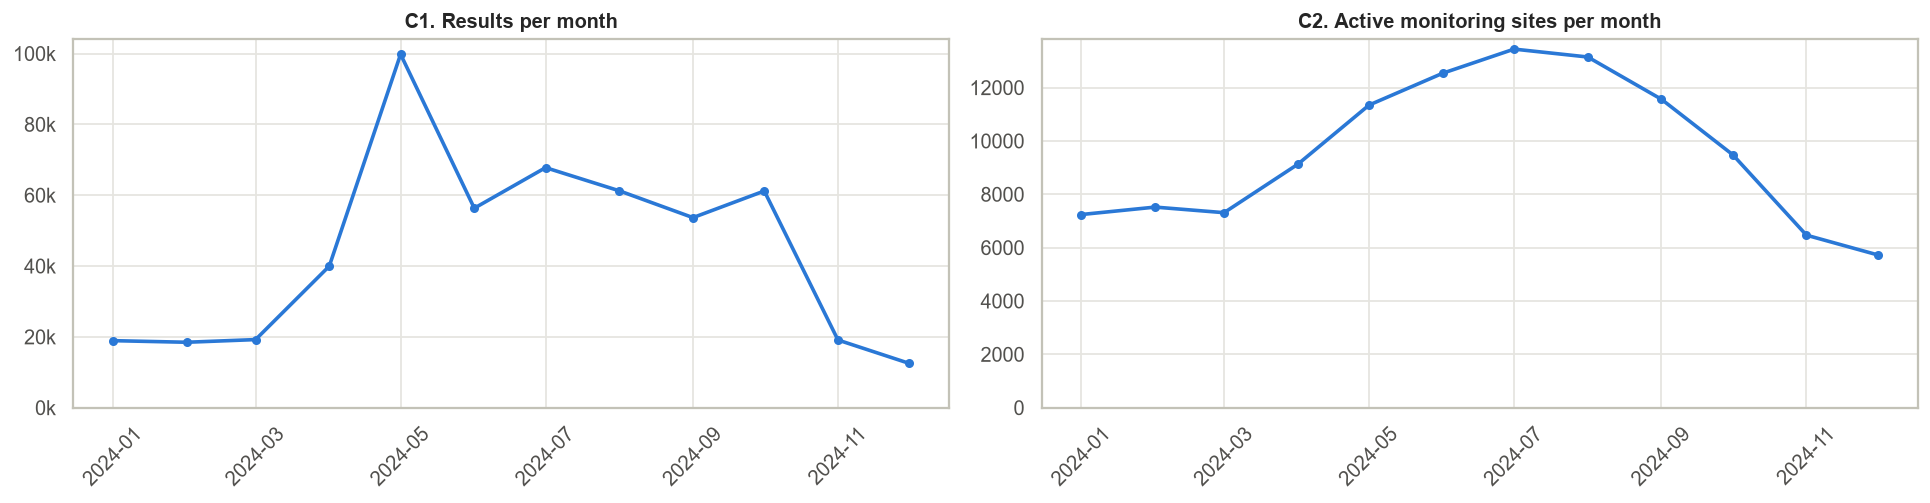 C1. Results per month
100k
80k
60k
40k
20k
0k
2024-01
2024-03
2024-05
2024-07
2024-09
2024-11
C2. Active monitoring sites per month
12000
10000
8000
6000
4000
2000
0
2024-01
2024-03
2024-05
2024-07
2024-09
2024-11